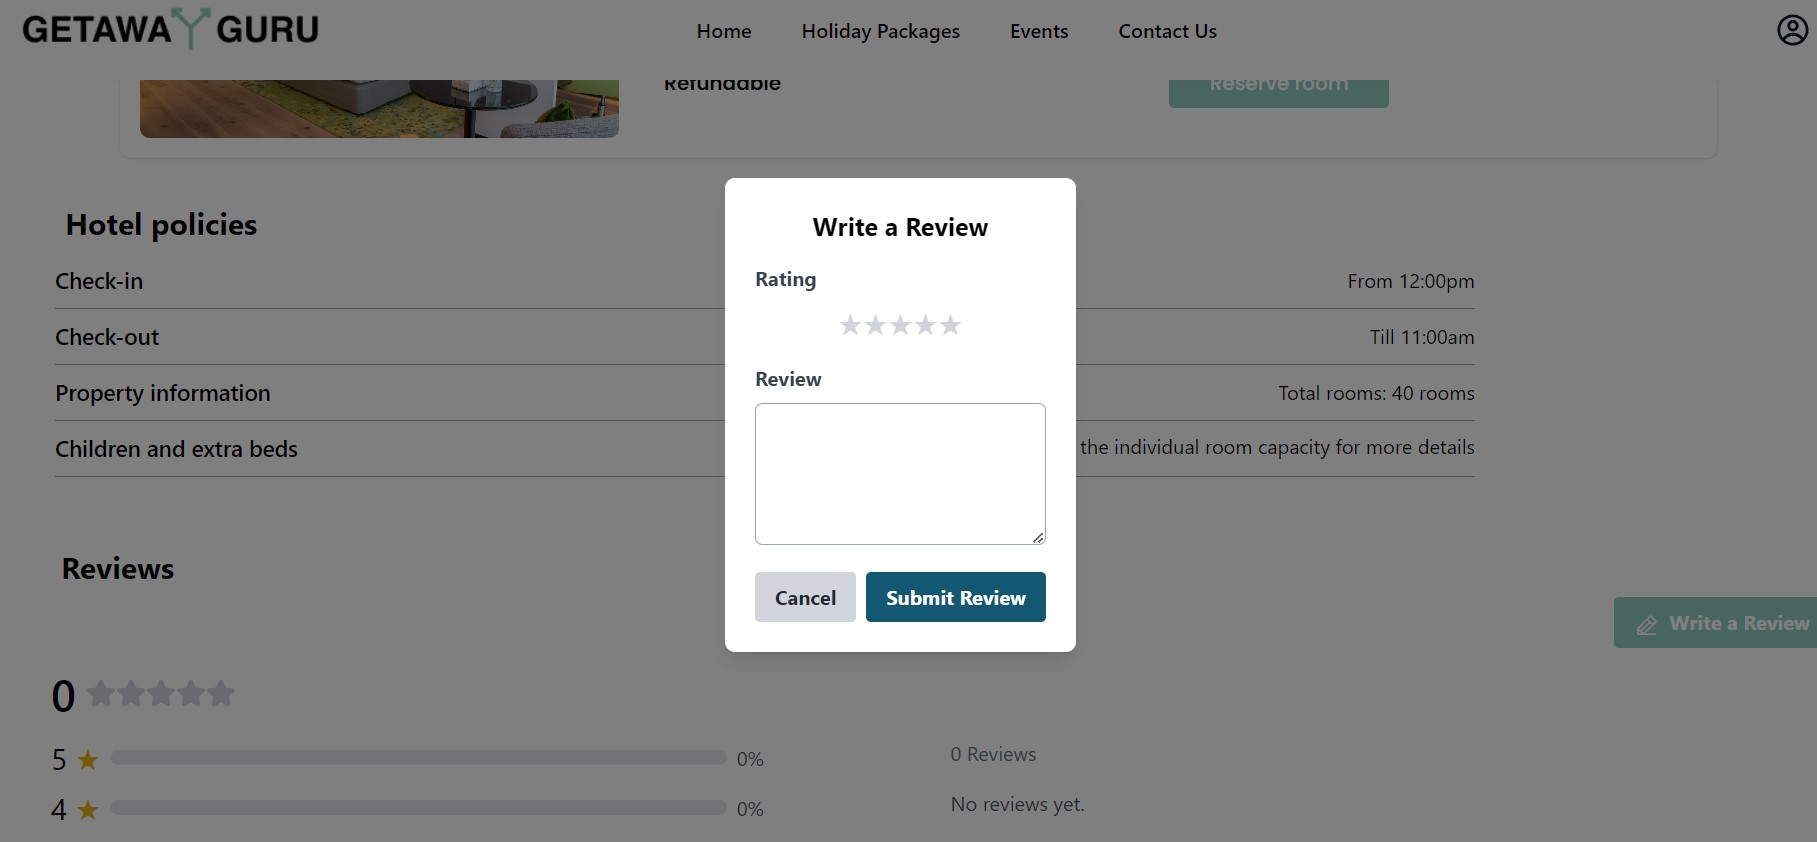 GETAWAY GURU
Home
Holiday Packages
Events
Contact Us
Refundable
Reserve room
Hotel policies
Check-in
From 12:00pm
Check-out
Till 11:00am
Property information
Total rooms: 40 rooms
Children and extra beds
the individual room capacity for more details
Write a Review
Rating
Review
Cancel
Submit Review
Reviews
Write a Review
0
5
0%
0 Reviews
4
0%
No reviews yet.